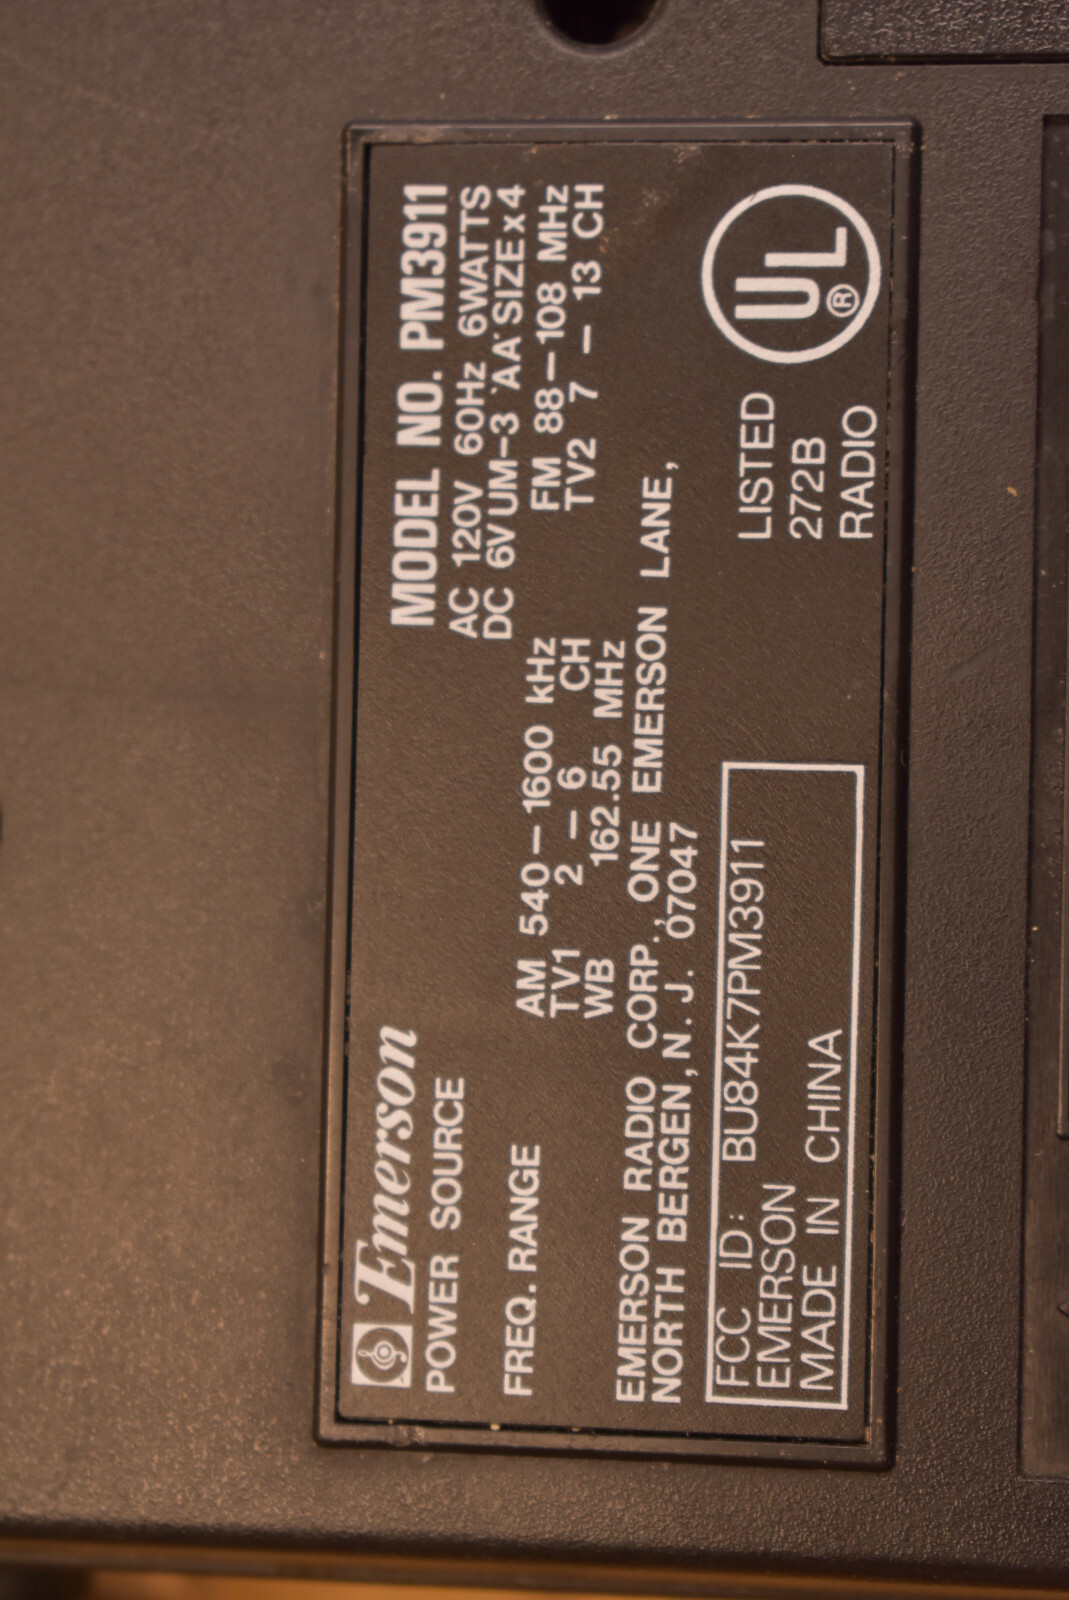 Emerson MODEL NO. PM3911
POWER SOURCE AC 120V 60Hz 6WATTS
DC 6V UM-3 'AA' SIZE x 4
FREQ. RANGE AM 540-1600 kHz FM 88-108 MHz
TV1 2 - 6 CH TV2 7 - 13 CH
WB 162.55 MHz
EMERSON RADIO CORP., ONE EMERSON LANE,
NORTH BERGEN, N. J. 07047
FCC ID: BU84K7PM3911
EMERSON
MADE IN CHINA
LISTED
272B
RADIO
UL ®